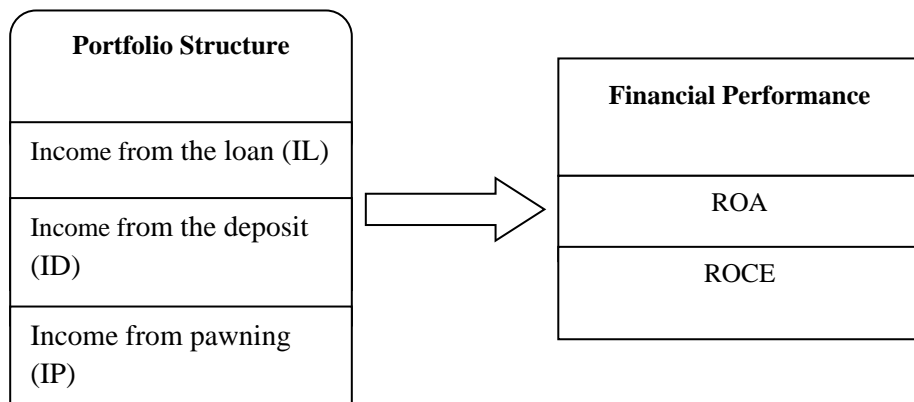 Portfolio Structure
Income from the loan (IL)
Income from the deposit
(ID)
Income from pawning
(IP)
Financial Performance
ROA
ROCE